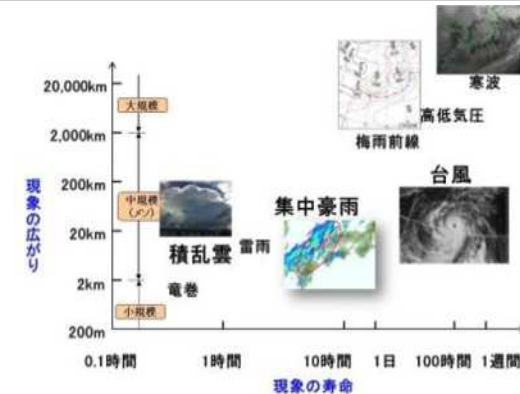 寒波
20,000km
大規模
高低気圧
2,000km
梅雨前線
台風
200km
中規模
(メソ)
集中豪雨
現象の広がり
20km
積乱雲
雷雨
2km
竜巻
小規模
200m
0.1時間
1時間
10時間
1日
100時間
1週間
現象の寿命